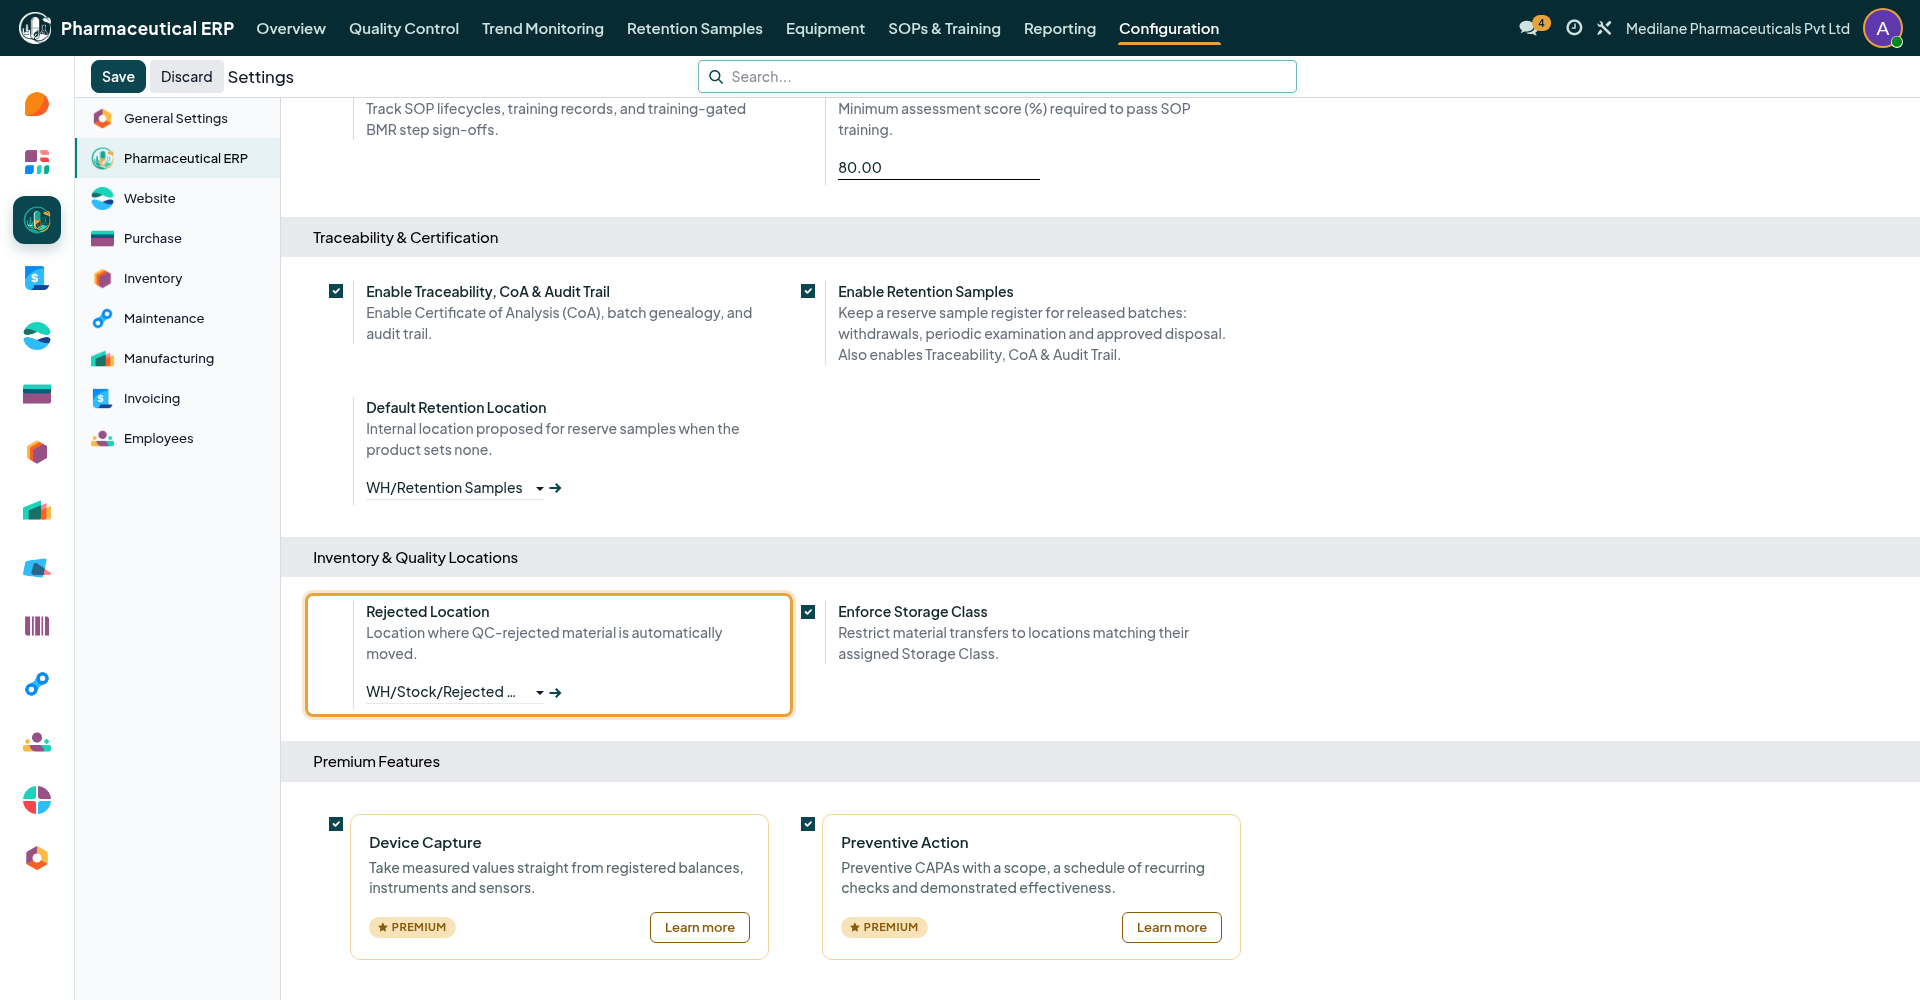 Pharmaceutical ERP
Overview
Quality Control
Trend Monitoring
Retention Samples
Equipment
SOPs & Training
Reporting
Configuration
4
Medilane Pharmaceuticals Pvt Ltd
A
Save
Discard
Settings
Search...
General Settings
Pharmaceutical ERP
Website
Purchase
Inventory
Maintenance
Manufacturing
Invoicing
Employees
Track SOP lifecycles, training records, and training-gated
BMR step sign-offs.
Minimum assessment score (%) required to pass SOP
training.
80.00
Traceability & Certification
Enable Traceability, CoA & Audit Trail
Enable Certificate of Analysis (CoA), batch genealogy, and
audit trail.
Enable Retention Samples
Keep a reserve sample register for released batches:
withdrawals, periodic examination and approved disposal.
Also enables Traceability, CoA & Audit Trail.
Default Retention Location
Internal location proposed for reserve samples when the
product sets none.
WH/Retention Samples
Inventory & Quality Locations
Rejected Location
Location where QC-rejected material is automatically
moved.
WH/Stock/Rejected ...
Enforce Storage Class
Restrict material transfers to locations matching their
assigned Storage Class.
Premium Features
Device Capture
Take measured values straight from registered balances,
instruments and sensors.
★ PREMIUM
Learn more
Preventive Action
Preventive CAPAs with a scope, a schedule of recurring
checks and demonstrated effectiveness.
★ PREMIUM
Learn more